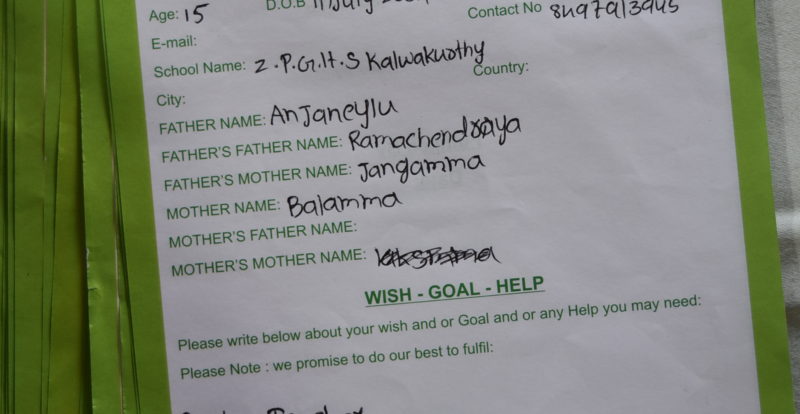 Age: 15 D.O.B 11 July Contact No 8497913945
E-mail:
School Name: Z.P.G.H.S Kalwakurthy
Country:
City:
FATHER NAME: Anjaneylu
FATHER'S FATHER NAME: Ramachendraya
FATHER'S MOTHER NAME: Jangamma
MOTHER NAME: Balamma
MOTHER'S FATHER NAME:
MOTHER'S MOTHER NAME:
WISH - GOAL - HELP
Please write below about your wish and or Goal and or any Help you may need:
Please Note : we promise to do our best to fulfil: